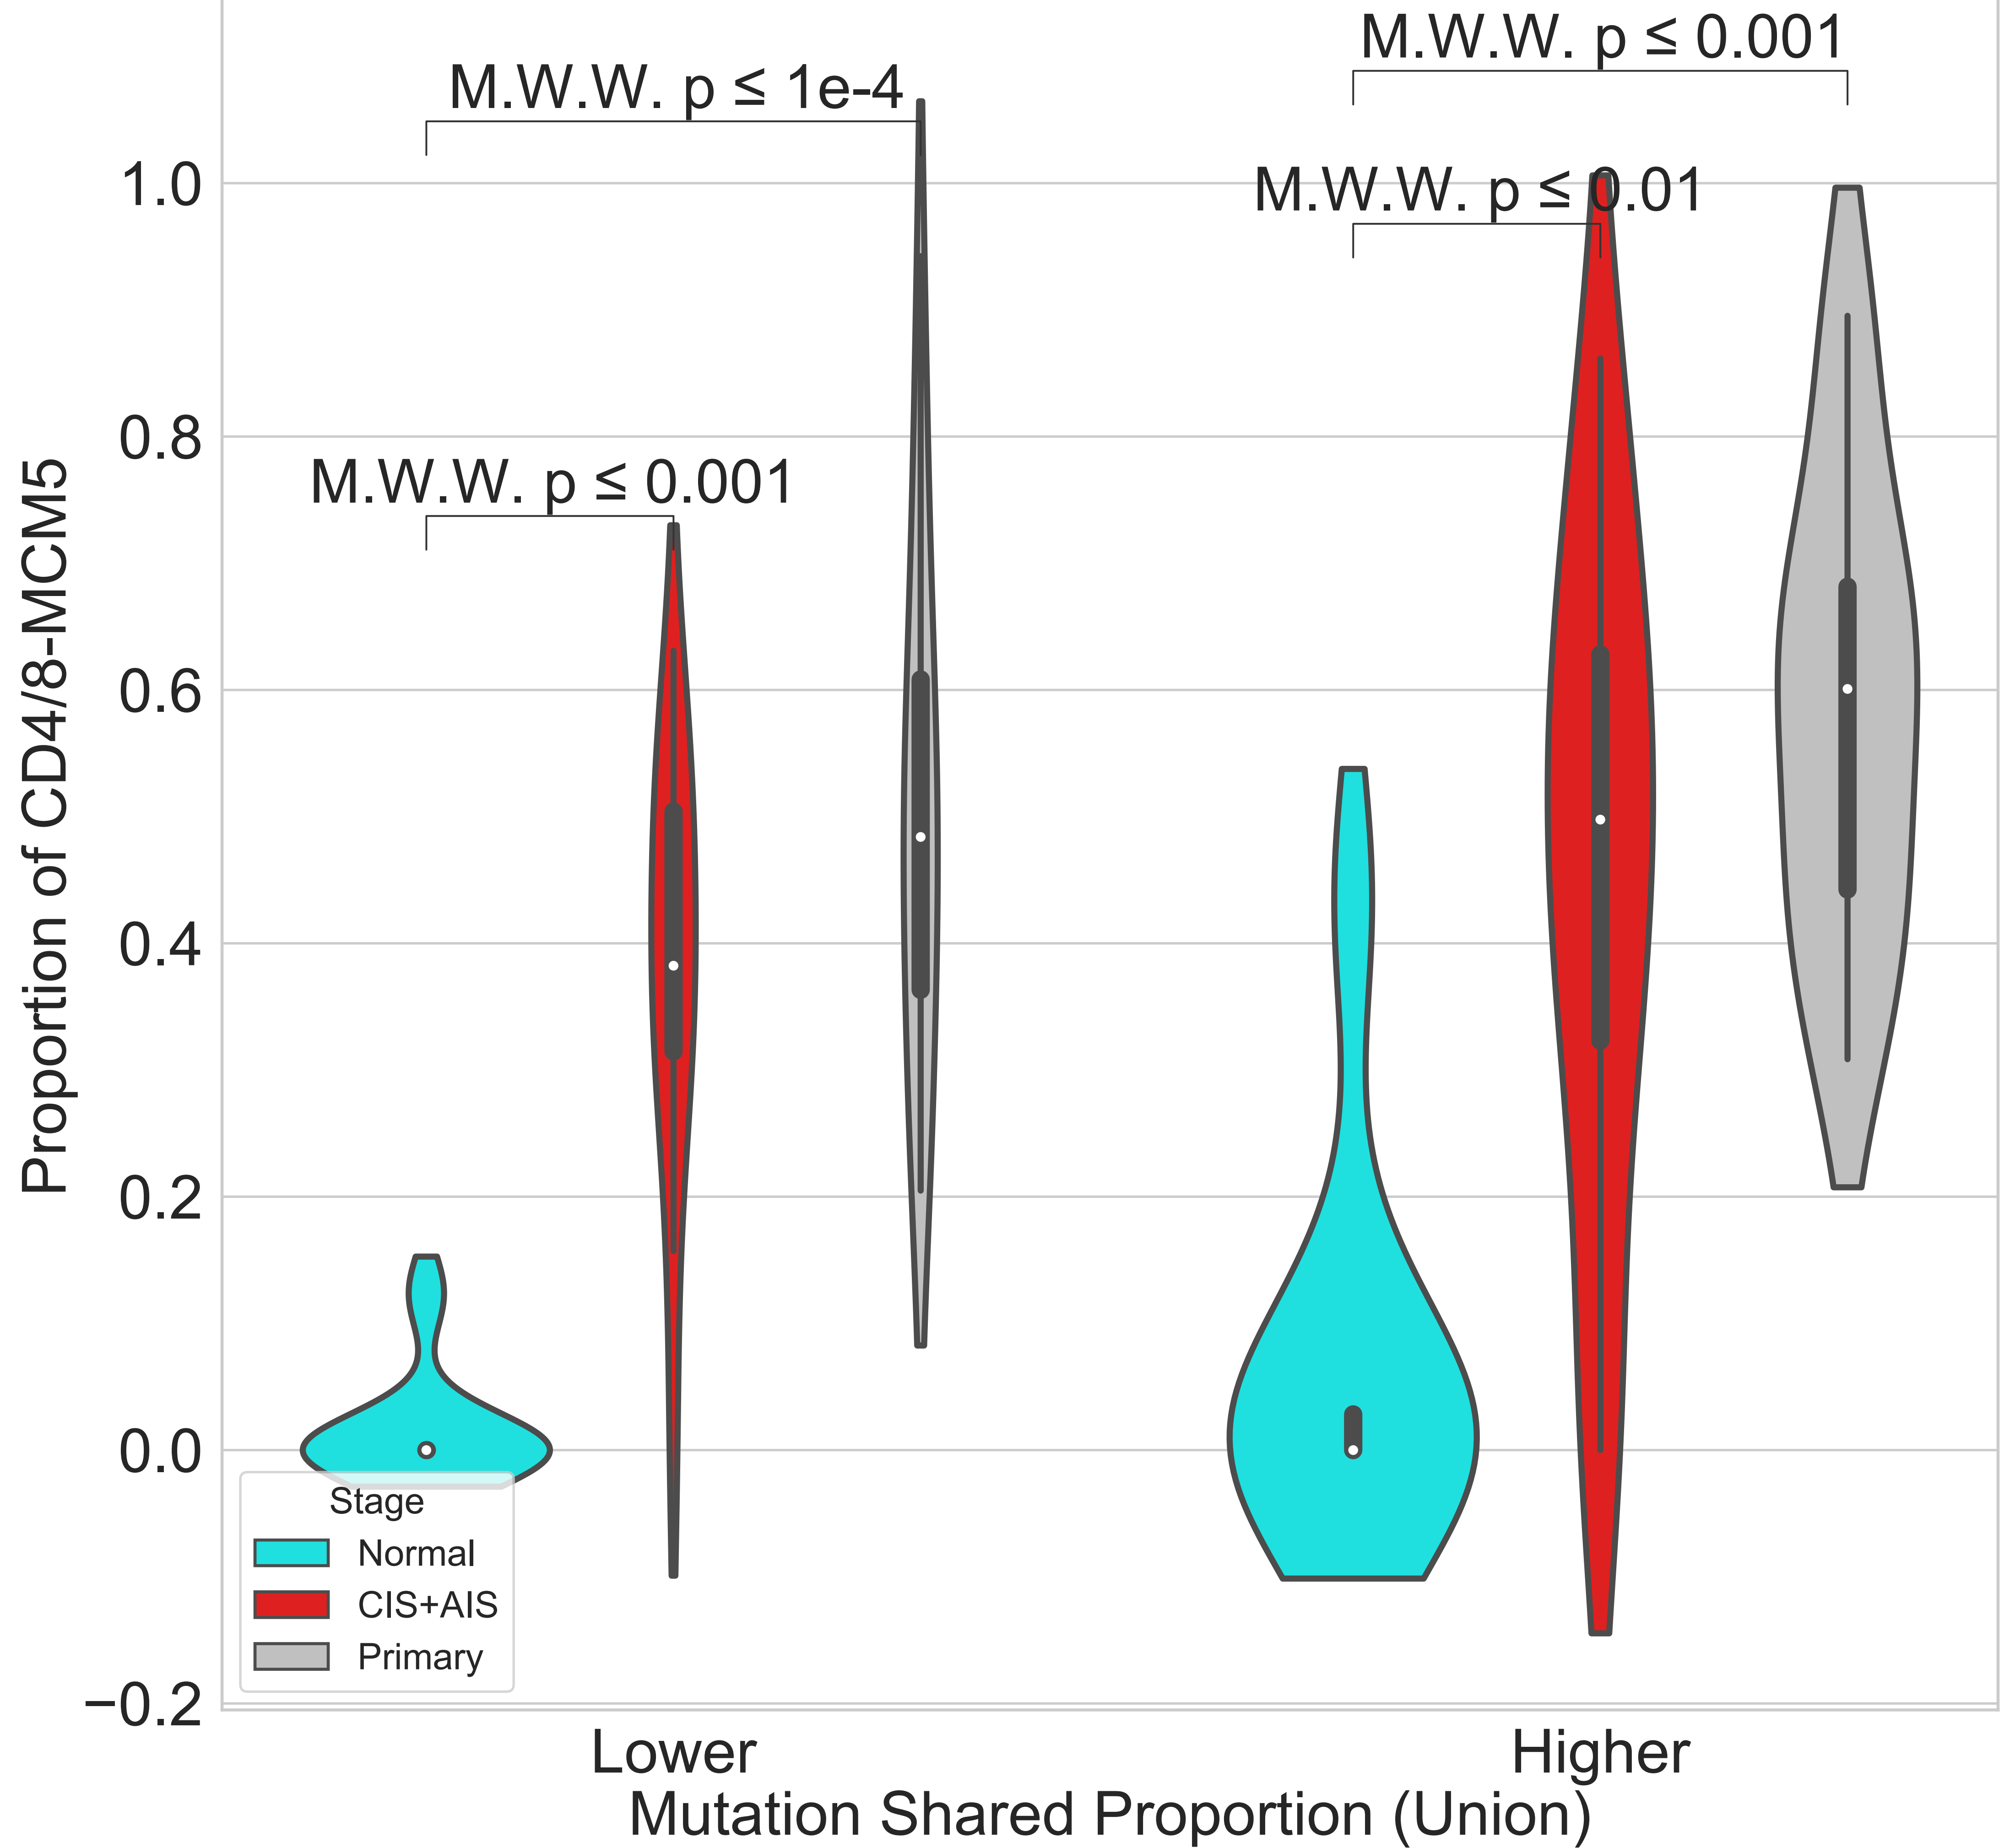 M.W.W. p ≤ 0.001
M.W.W. p ≤ 1e-4
M.W.W. p ≤ 0.01
M.W.W. p ≤ 0.001
1.0
0.8
0.6
0.4
0.2
0.0
−0.2
Proportion of CD4/8-MCM5
Stage
Normal
CIS+AIS
Primary
Lower
Higher
Mutation Shared Proportion (Union)